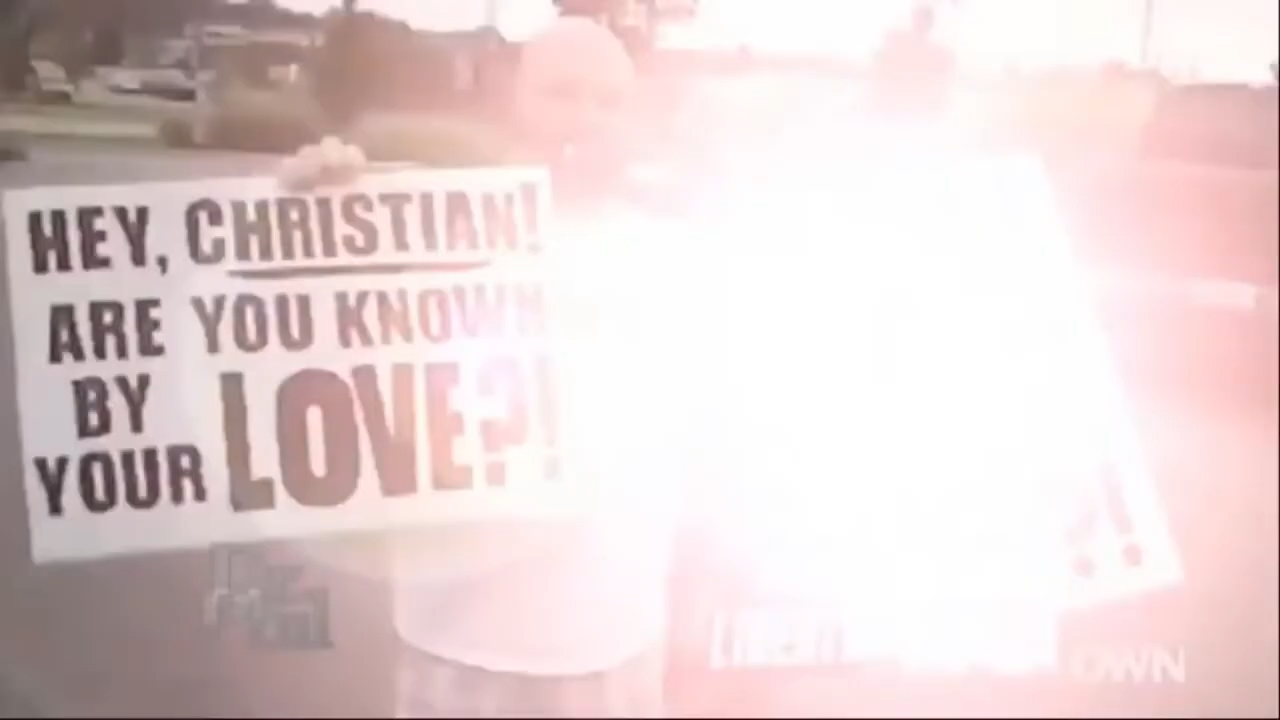 HEY, CHRISTIAN!
ARE YOU KNOWN
BY
YOUR LOVE?!
?!
OWN